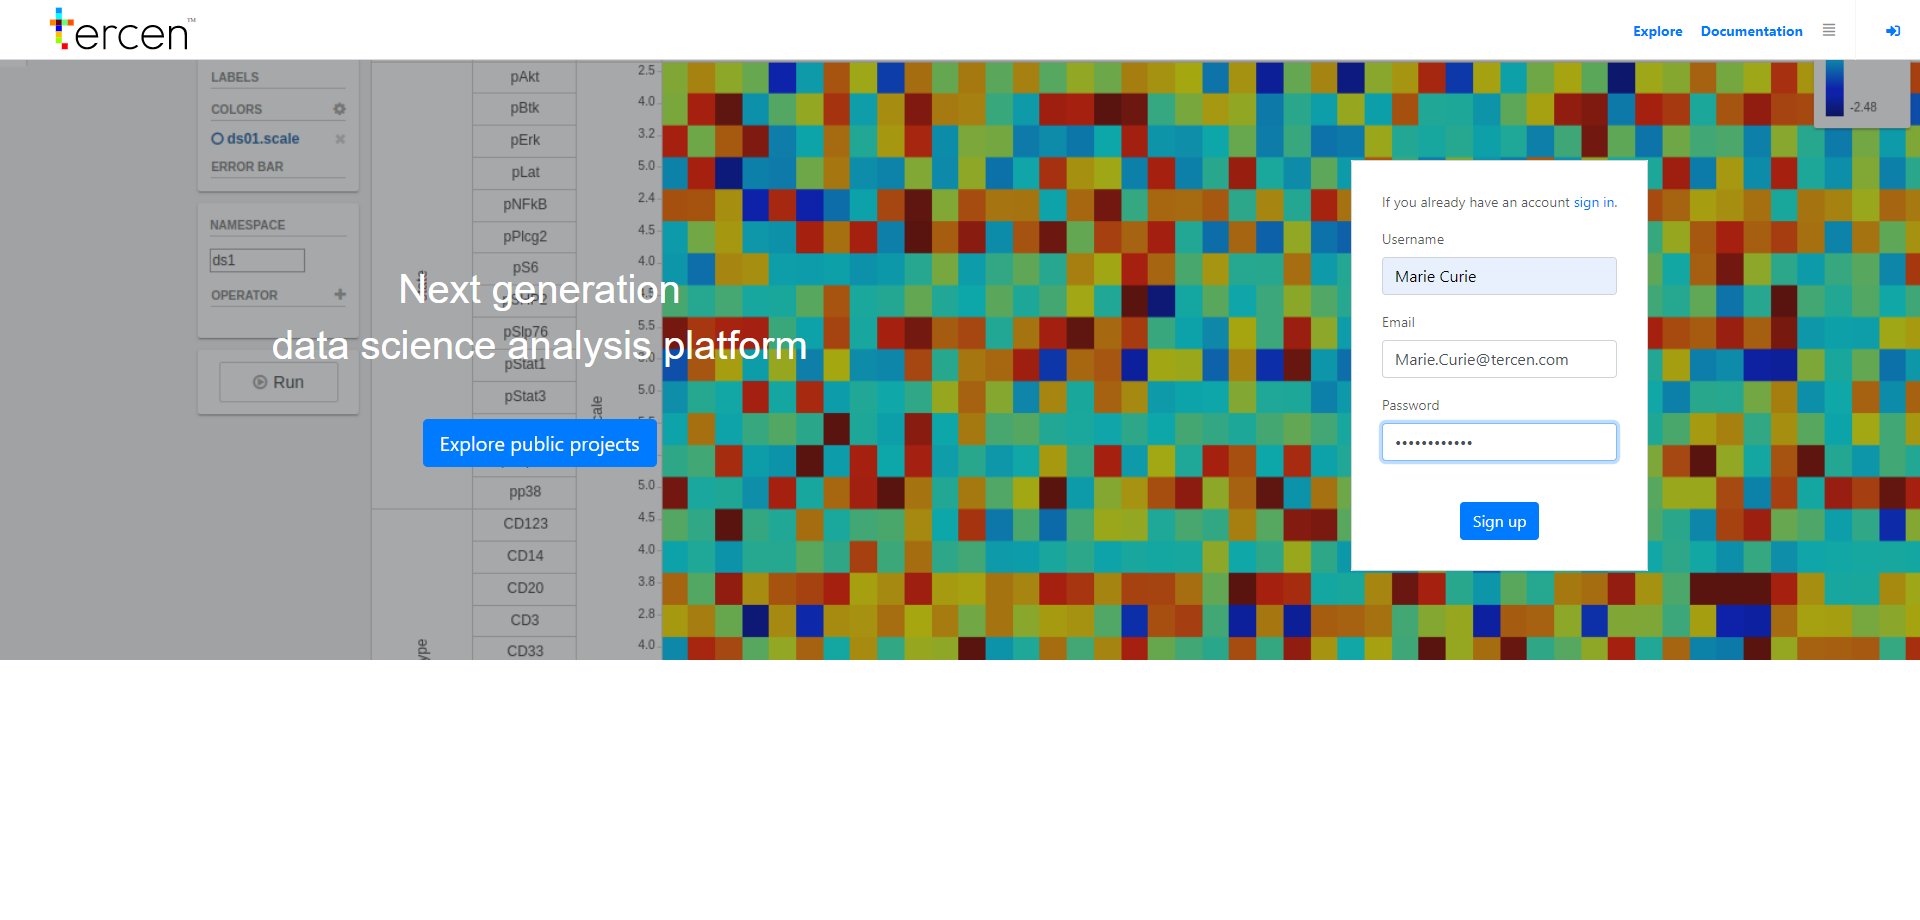 tercen™
Explore
Documentation
LABELS
COLORS
ds01.scale
ERROR BAR
NAMESPACE
ds1
OPERATOR
Run
pAkt
pBtk
pErk
pLat
pNFkB
pPlcg2
pS6
pSlp76
pStat1
pStat3
pp38
CD123
CD14
CD20
CD3
CD33
2.5
4.0
3.2
5.0
2.4
4.5
4.0
5.5
5.0
5.0
4.5
4.0
3.8
2.8
4.0
-2.48
Next generation
data science analysis platform
Explore public projects
If you already have an account sign in.
Username
Marie Curie
Email
Marie.Curie@tercen.com
Password
••••••••••••
Sign up